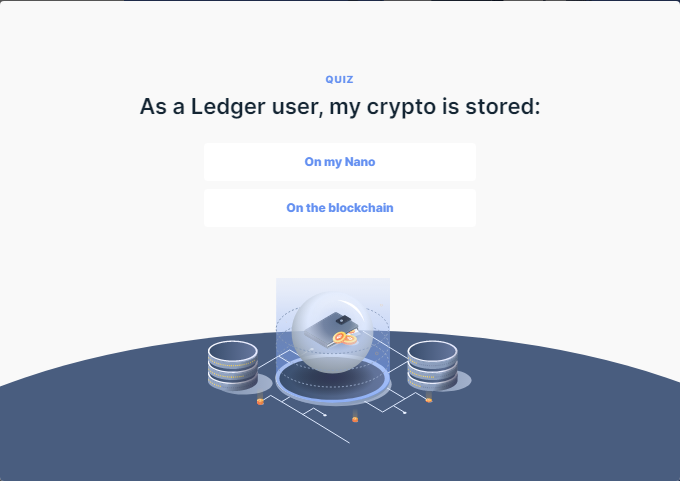 QUIZ
As a Ledger user, my crypto is stored:
On my Nano
On the blockchain